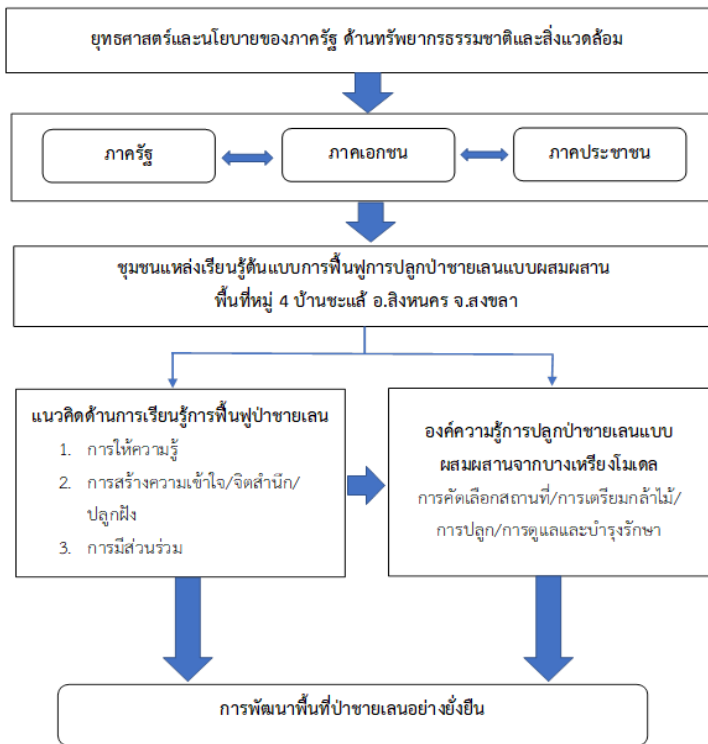 ยุทธศาสตร์และนโยบายของภาครัฐ ด้านทรัพยากรธรรมชาติและสิ่งแวดล้อม
ภาครัฐ
ภาคเอกชน
ภาคประชาชน
ชุมชนแหล่งเรียนรู้ต้นแบบการฟื้นฟูการปลูกป่าชายเลนแบบผสมผสาน
พื้นที่หมู่ 4 บ้านชะแล้ อ.สิงหนคร จ.สงขลา
แนวคิดด้านการเรียนรู้การฟื้นฟูป่าชายเลน
1. การให้ความรู้
2. การสร้างความเข้าใจ/จิตสำนึก/
ปลูกฝัง
3. การมีส่วนร่วม
องค์ความรู้การปลูกป่าชายเลนแบบ
ผสมผสานจากบางเหรียงโมเดล
การคัดเลือกสถานที่/การเตรียมกล้าไม้/
การปลูก/การดูแลและบำรุงรักษา
การพัฒนาพื้นที่ป่าชายเลนอย่างยั่งยืน